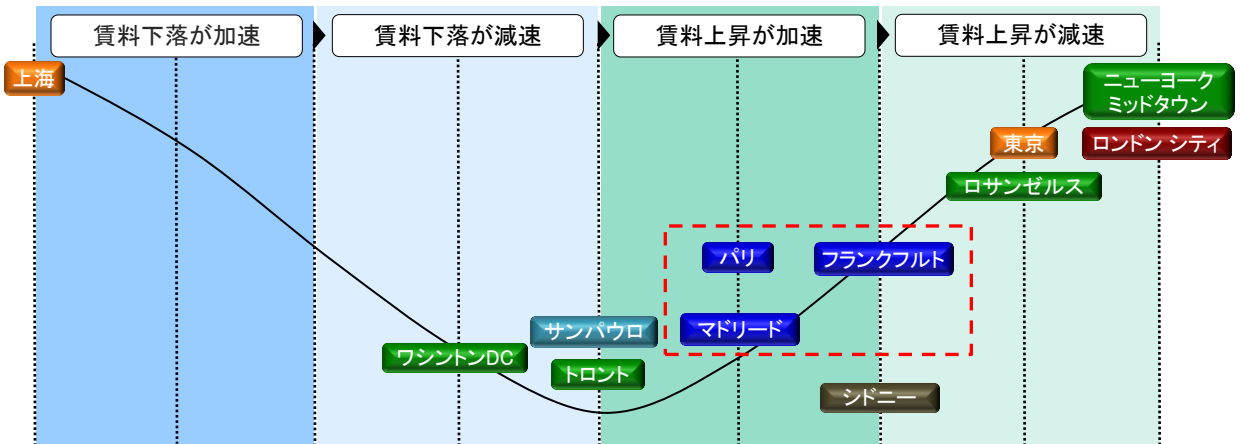 賃料下落が加速
賃料下落が減速
賃料上昇が加速
賃料上昇が減速
上海
ニューヨーク
ミッドタウン
東京
ロンドン シティ
ロサンゼルス
パリ
フランクフルト
サンパウロ
マドリード
ワシントンDC
トロント
シドニー